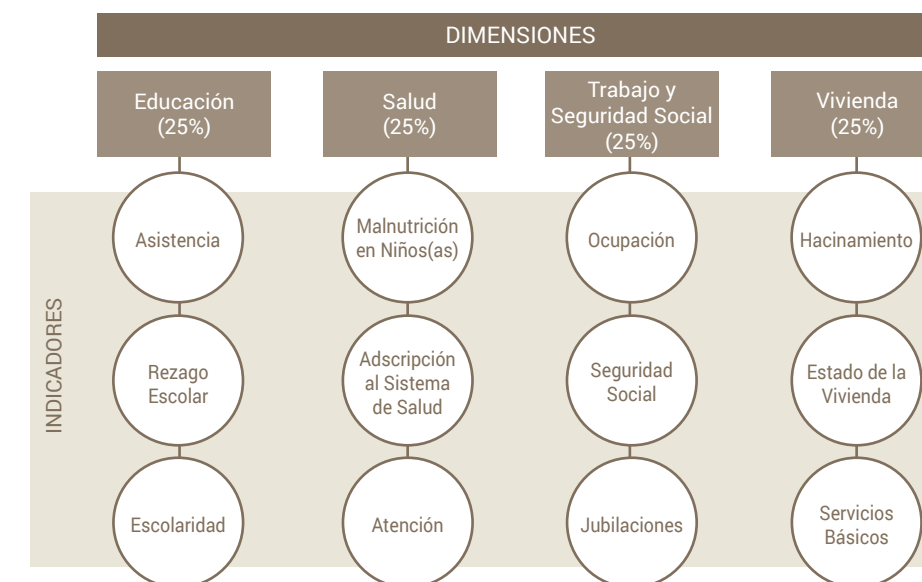 DIMENSIONES
Educación
(25%)
Salud
(25%)
Trabajo y
Seguridad Social
(25%)
Vivienda
(25%)
INDICADORES
Asistencia
Malnutrición
en Niños(as)
Ocupación
Hacinamiento
Rezago
Escolar
Adscripción
al Sistema
de Salud
Seguridad
Social
Estado de la
Vivienda
Escolaridad
Atención
Jubilaciones
Servicios
Básicos